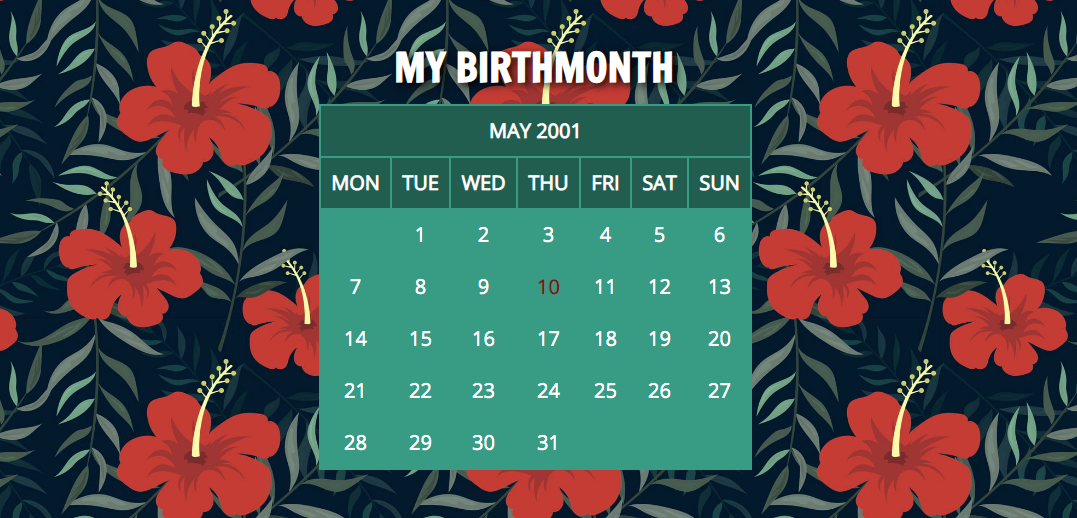 MY BIRTHMONTH
MAY 2001
MON TUE WED THU FRI SAT SUN
1 2 3 4 5 6
7 8 9 10 11 12 13
14 15 16 17 18 19 20
21 22 23 24 25 26 27
28 29 30 31